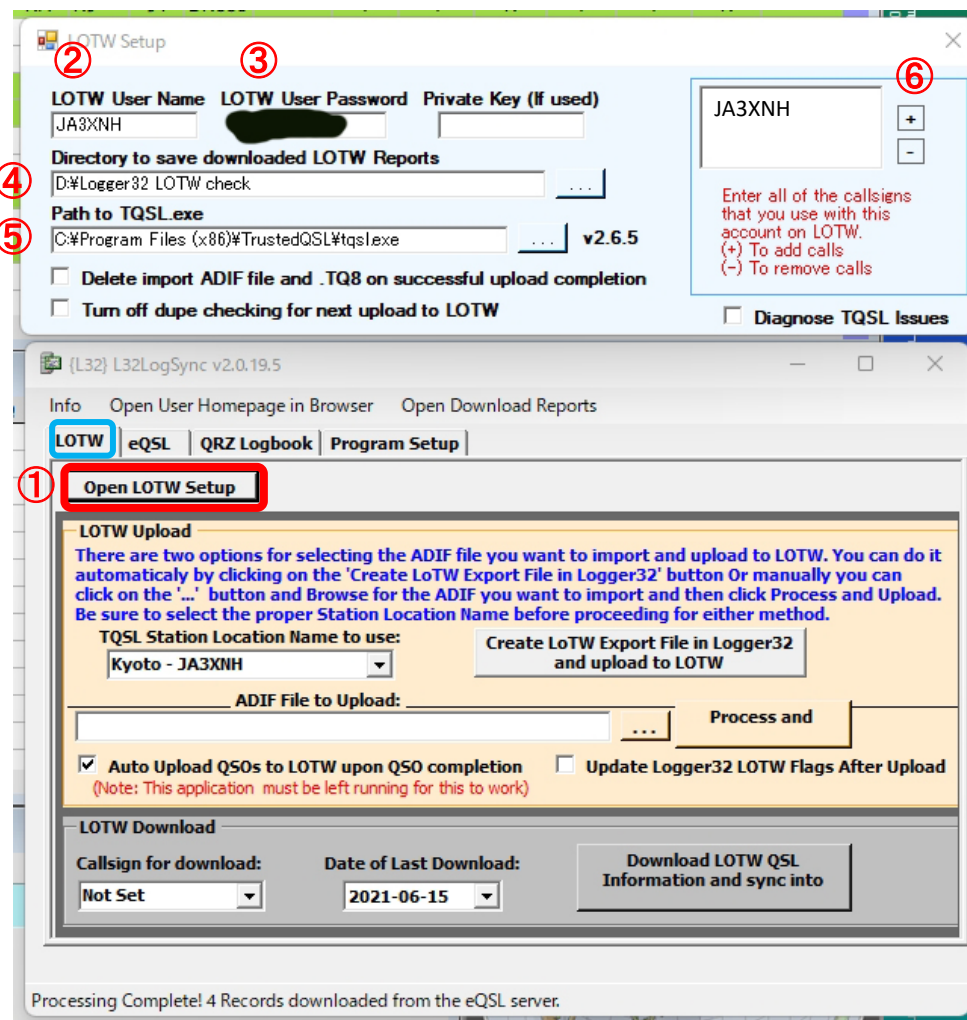 LOTW Setup
② ③ ⑥
LOTW User Name LOTW User Password Private Key (If used)
JA3XNH
JA3XNH
+
-
Directory to save downloaded LOTW Reports
④ D:¥Logger32 LOTW check ...
Path to TQSL.exe
⑤ C:¥Program Files (x86)¥TrustedQSL¥tqsl.exe ... v2.6.5
Enter all of the callsigns
that you use with this
account on LOTW.
(+) To add calls
(-) To remove calls
Delete import ADIF file and .TQ8 on successful upload completion
Turn off dupe checking for next upload to LOTW
Diagnose TQSL Issues
{L32} L32LogSync v2.0.19.5
Info Open User Homepage in Browser Open Download Reports
LOTW eQSL QRZ Logbook Program Setup
① Open LOTW Setup
LOTW Upload
There are two options for selecting the ADIF file you want to import and upload to LOTW. You can do it
automaticaly by clicking on the 'Create LoTW Export File in Logger32' button Or manually you can
click on the '...' button and Browse for the ADIF you want to import and then click Process and Upload.
Be sure to select the proper Station Location Name before proceeding for either method.
TQSL Station Location Name to use:
Kyoto - JA3XNH
Create LoTW Export File in Logger32
and upload to LOTW
ADIF File to Upload:
... Process and
Auto Upload QSOs to LOTW upon QSO completion Update Logger32 LOTW Flags After Upload
(Note: This application must be left running for this to work)
LOTW Download
Callsign for download: Date of Last Download:
Not Set 2021-06-15
Download LOTW QSL
Information and sync into
Processing Complete! 4 Records downloaded from the eQSL server.